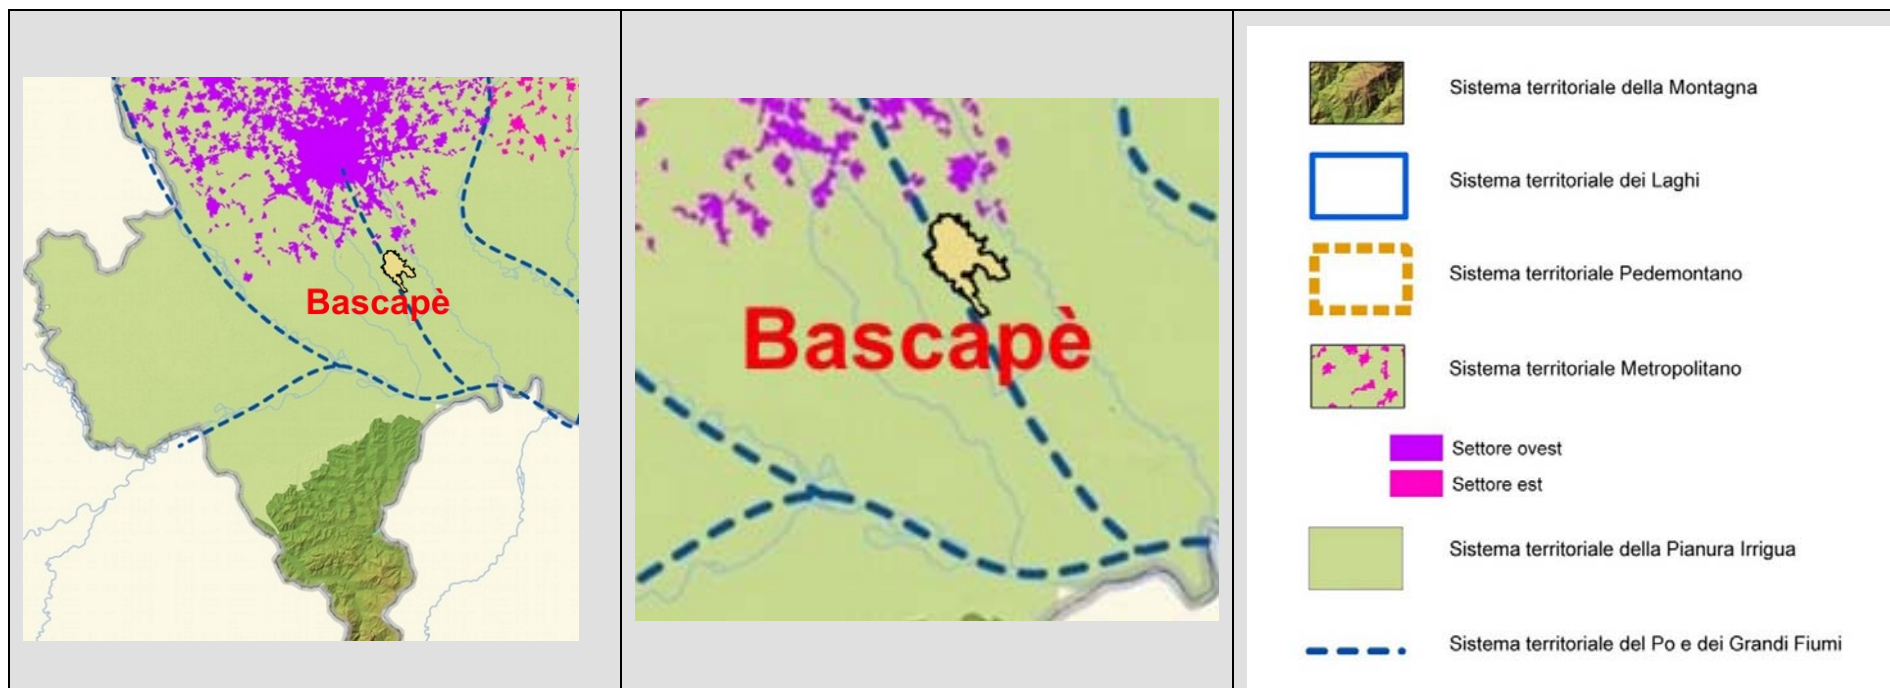 Bascapè
Bascapè
Sistema territoriale della Montagna
Sistema territoriale dei Laghi
Sistema territoriale Pedemontano
Sistema territoriale Metropolitano
Settore ovest
Settore est
Sistema territoriale della Pianura Irrigua
Sistema territoriale del Po e dei Grandi Fiumi